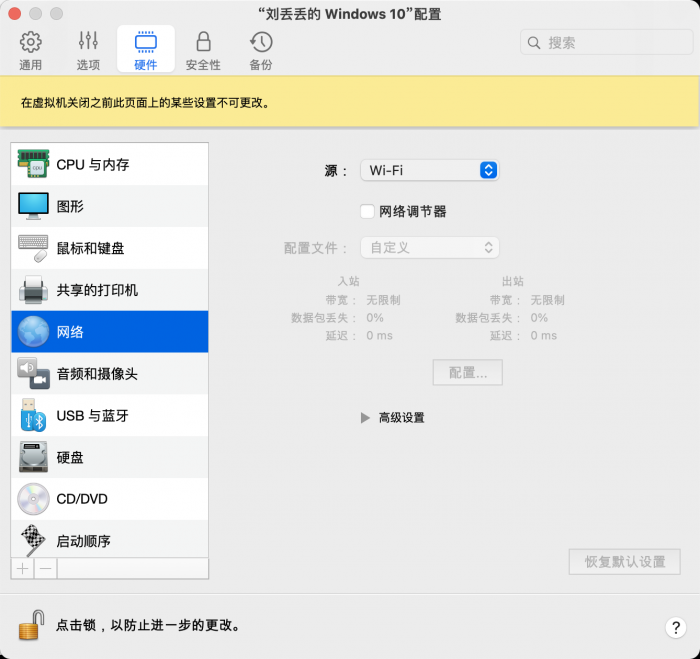 “刘丢丢的 Windows 10”配置
通用 选项 硬件 安全性 备份 搜索
在虚拟机关闭之前此页面上的某些设置不可更改。
CPU 与内存
图形
鼠标和键盘
共享的打印机
网络
音频和摄像头
USB 与蓝牙
硬盘
CD/DVD
启动顺序
源： Wi-Fi
网络调节器
配置文件： 自定义
入站 出站
带宽： 无限制 带宽： 无限制
数据包丢失： 0% 数据包丢失： 0%
延迟： 0 ms 延迟： 0 ms
配置...
高级设置
恢复默认设置
点击锁，以防止进一步的更改。
?